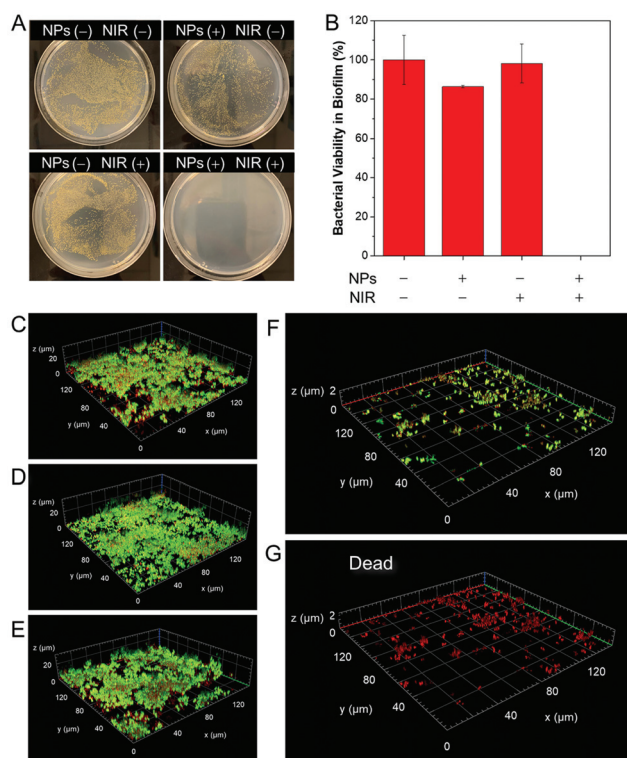 A
NPs (−) NIR (−)
NPs (+) NIR (−)
NPs (−) NIR (+)
NPs (+) NIR (+)
B
Bacterial Viability in Biofilm (%)
120
100
80
60
40
20
0
NPs − + − +
NIR − − + +
C
z (µm)
20
0
120
80
y (µm)
40
0
40
x (µm)
80
120
D
z (µm)
20
0
120
80
y (µm)
40
0
40
x (µm)
80
120
E
z (µm)
20
0
120
80
y (µm)
40
0
40
x (µm)
80
120
F
z (µm)
2
0
120
80
y (µm)
40
0
40
x (µm)
80
120
G
Dead
z (µm)
2
0
120
80
y (µm)
40
0
40
x (µm)
80
120